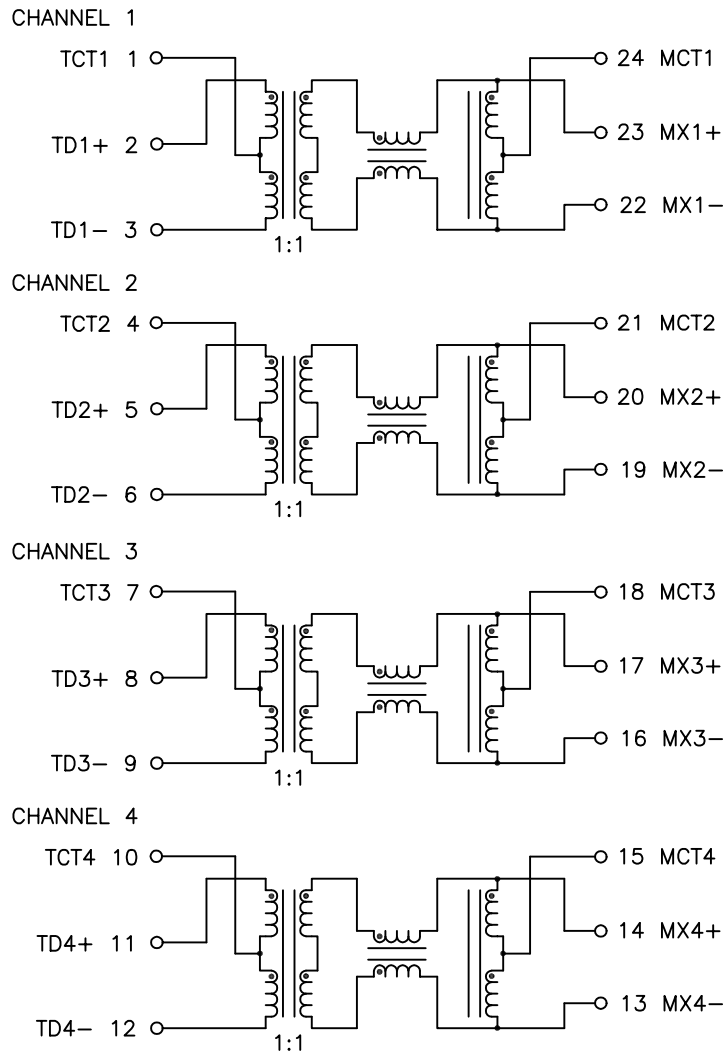 CHANNEL 1
TCT1 1
24 MCT1
TD1+ 2
23 MX1+
TD1− 3
22 MX1−
1:1
CHANNEL 2
TCT2 4
21 MCT2
TD2+ 5
20 MX2+
TD2− 6
19 MX2−
1:1
CHANNEL 3
TCT3 7
18 MCT3
TD3+ 8
17 MX3+
TD3− 9
16 MX3−
1:1
CHANNEL 4
TCT4 10
15 MCT4
TD4+ 11
14 MX4+
TD4− 12
13 MX4−
1:1